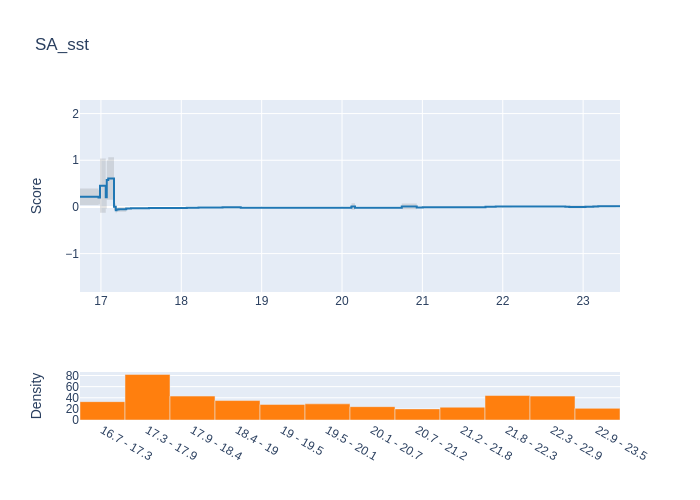 SA_sst
Score
2
1
0
−1
17
18
19
20
21
22
23
Density
80
60
40
20
0
16.7 - 17.3
17.3 - 17.9
17.9 - 18.4
18.4 - 19
19 - 19.5
19.5 - 20.1
20.1 - 20.7
20.7 - 21.2
21.2 - 21.8
21.8 - 22.3
22.3 - 22.9
22.9 - 23.5